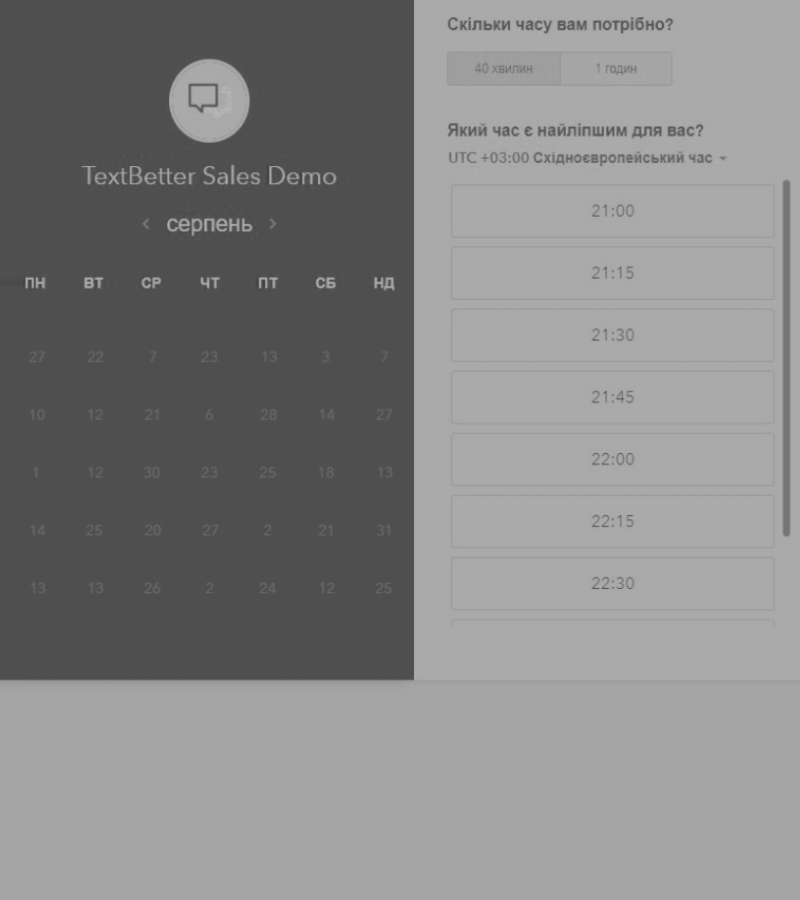 TextBetter Sales Demo
серпень
ПН ВТ СР ЧТ ПТ СБ НД
27 22 7 23 13 3 7
10 12 21 6 28 14 27
1 12 30 23 25 18 13
14 25 20 27 2 21 31
13 13 26 2 24 12 25
Скільки часу вам потрібно?
40 хвилин 1 годин
Який час є найліпшим для вас?
UTC +03:00 Східноєвропейський час
21:00
21:15
21:30
21:45
22:00
22:15
22:30